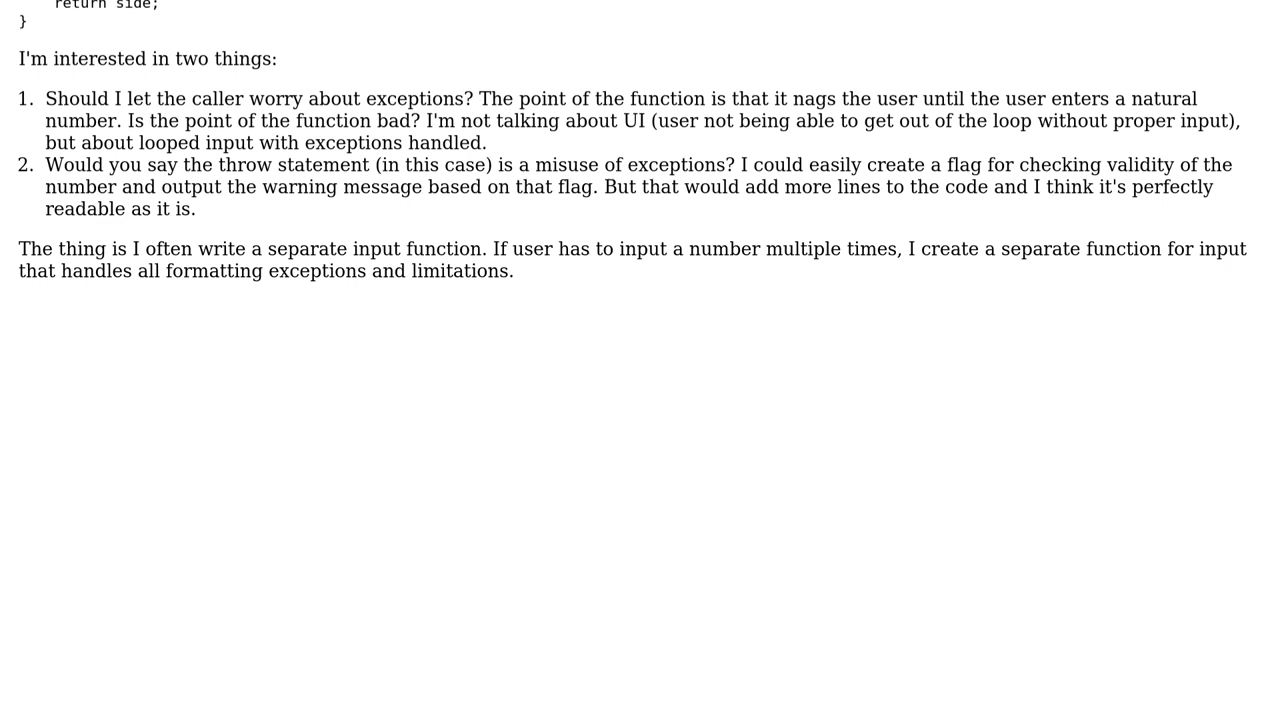 return side;
}
I'm interested in two things:
1. Should I let the caller worry about exceptions? The point of the function is that it nags the user until the user enters a natural
number. Is the point of the function bad? I'm not talking about UI (user not being able to get out of the loop without proper input),
but about looped input with exceptions handled.
2. Would you say the throw statement (in this case) is a misuse of exceptions? I could easily create a flag for checking validity of the
number and output the warning message based on that flag. But that would add more lines to the code and I think it's perfectly
readable as it is.
The thing is I often write a separate input function. If user has to input a number multiple times, I create a separate function for input
that handles all formatting exceptions and limitations.